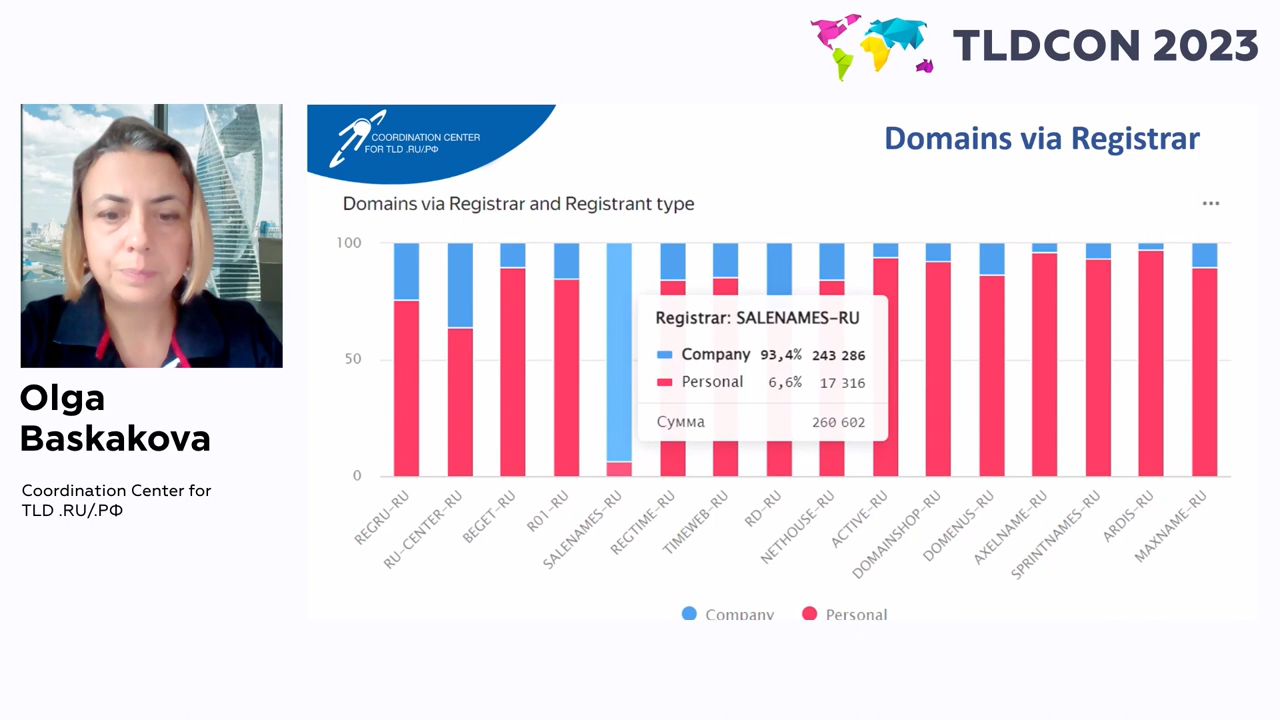 TLDCON 2023
COORDINATION CENTER
FOR TLD .RU/.РФ
Domains via Registrar
Domains via Registrar and Registrant type
100
50
0
Registrar: SALENAMES-RU
Company 93,4% 243 286
Personal 6,6% 17 316
Сумма 260 602
REGRU-RU
RU-CENTER-RU
BEGET-RU
R01-RU
SALENAMES-RU
REGTIME-RU
TIMEWEB-RU
RD-RU
NETHOUSE-RU
ACTIVE-RU
DOMAINSHOP-RU
DOMENUS-RU
AXELNAME-RU
SPRINTNAMES-RU
ARDIS-RU
MAXNAME-RU
Company Personal
Olga
Baskakova
Coordination Center for
TLD .RU/.РФ